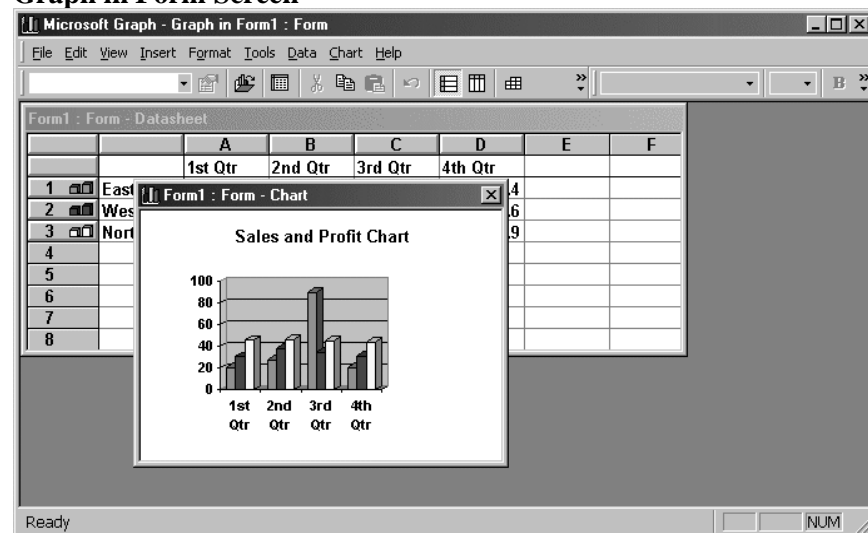 Graph in Form Screen
Microsoft Graph - Graph in Form1 : Form
File Edit View Insert Format Tools Data Chart Help
B
Form1 : Form - Datasheet
A B C D E F
1st Qtr 2nd Qtr 3rd Qtr 4th Qtr
1 East .4
2 Wes .6
3 Nort .9
4
5
6
7
8
Form1 : Form - Chart
Sales and Profit Chart
100
80
60
40
20
0
1st 2nd 3rd 4th
Qtr Qtr Qtr Qtr
Ready NUM